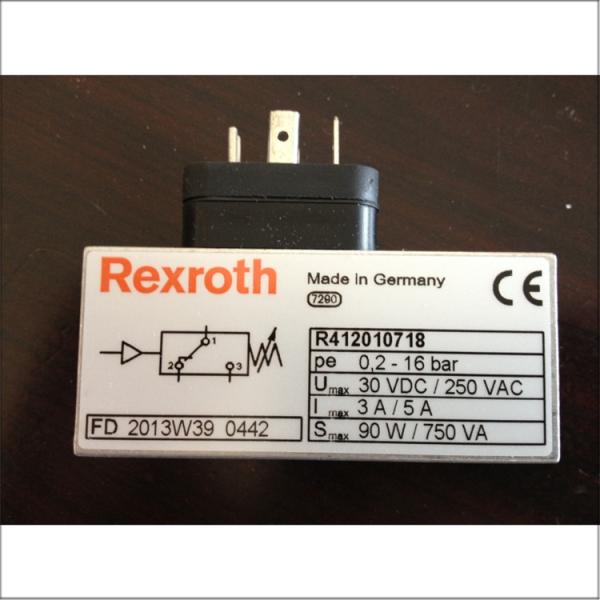 Rexroth
Made in Germany
7290
CE
1
2
3
R412010718
pe 0,2 - 16 bar
Umax 30 VDC / 250 VAC
Imax 3 A / 5 A
Smax 90 W / 750 VA
FD 2013W39 0442